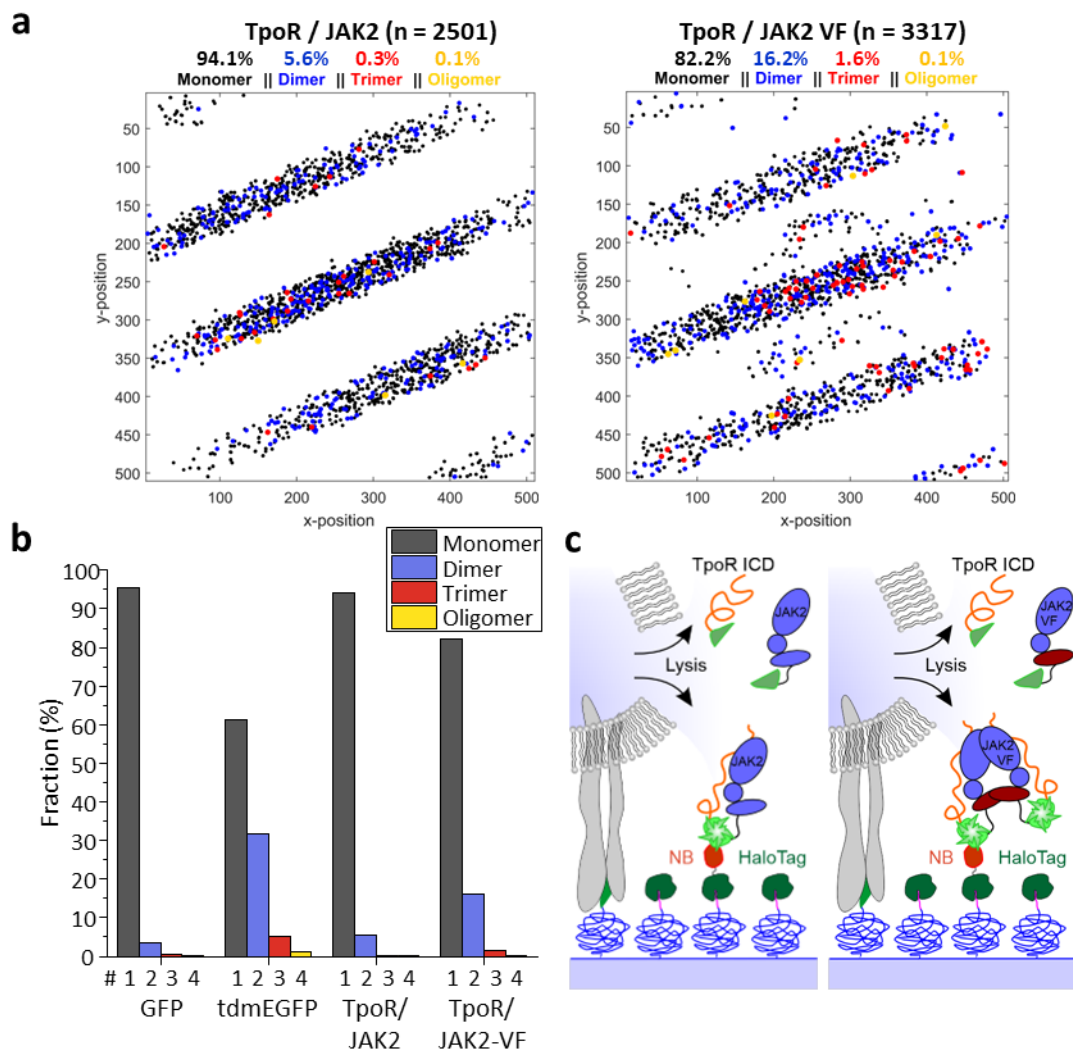 a
TpoR / JAK2 (n = 2501)
94.1% 5.6% 0.3% 0.1%
Monomer || Dimer || Trimer || Oligomer
y-position
50
100
150
200
250
300
350
400
450
500
100 200 300 400 500
x-position
TpoR / JAK2 VF (n = 3317)
82.2% 16.2% 1.6% 0.1%
Monomer || Dimer || Trimer || Oligomer
y-position
50
100
150
200
250
300
350
400
450
500
100 200 300 400 500
x-position
b
Monomer
Dimer
Trimer
Oligomer
Fraction (%)
100
90
80
70
60
50
40
30
20
10
0
# 1 2 3 4 1 2 3 4 1 2 3 4 1 2 3 4
GFP tdmEGFP TpoR/ TpoR/
JAK2 JAK2-VF
c
TpoR ICD
JAK2
Lysis
JAK2
NB HaloTag
TpoR ICD
JAK2
VF
Lysis
JAK2
VF
NB HaloTag